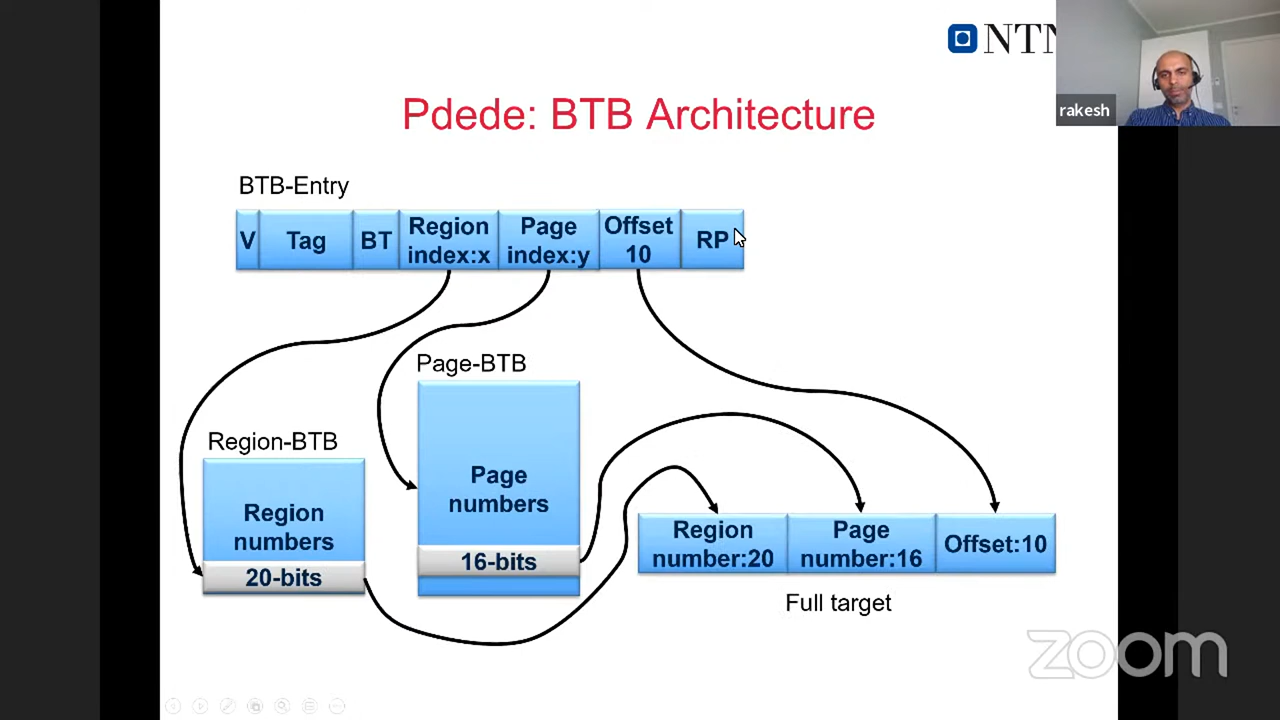 NTN
rakesh
Pdede: BTB Architecture
BTB-Entry
V
Tag
BT
Region
index:x
Page
index:y
Offset
10
RP
Page-BTB
Region-BTB
Page
numbers
Region
numbers
16-bits
20-bits
Region
number:20
Page
number:16
Offset:10
Full target
zoom